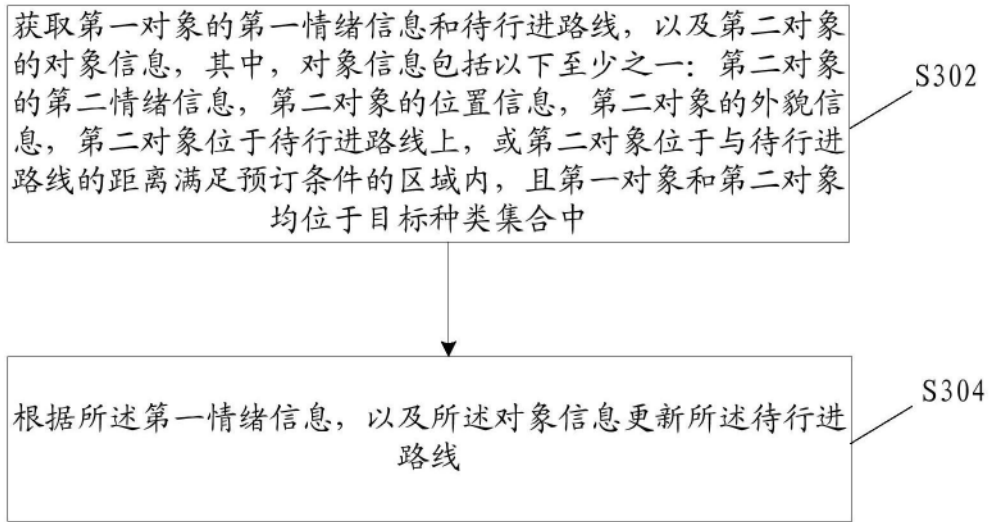 获取第一对象的第一情绪信息和待行进路线，以及第二对象
的对象信息，其中，对象信息包括以下至少之一：第二对象
的第二情绪信息，第二对象的位置信息，第二对象的外貌信
息，第二对象位于待行进路线上，或第二对象位于与待行进
路线的距离满足预订条件的区域内，且第一对象和第二对象
均位于目标种类集合中
S302
根据所述第一情绪信息，以及所述对象信息更新所述待行进
路线
S304